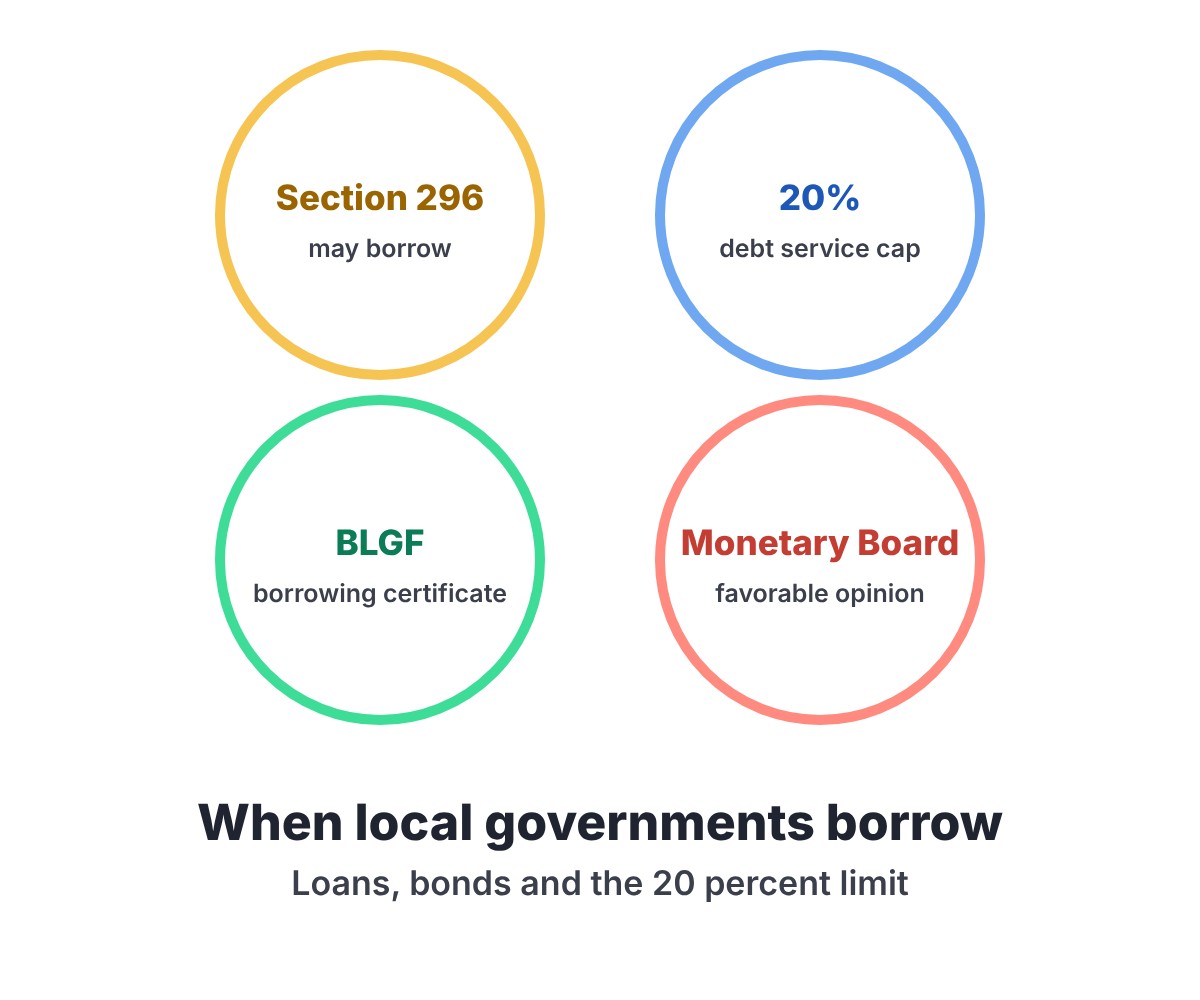 Section 296
may borrow
20%
debt service cap
BLGF
borrowing certificate
Monetary Board
favorable opinion
When local governments borrow
Loans, bonds and the 20 percent limit